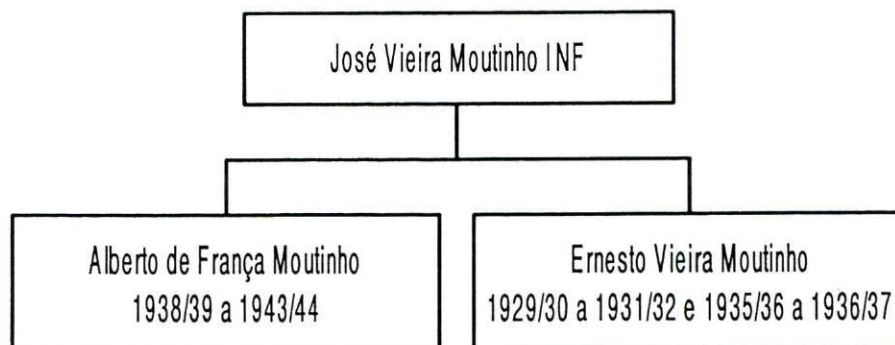 José Vieira Moutinho INF
Alberto de França Moutinho
1938/39 a 1943/44
Ernesto Vieira Moutinho
1929/30 a 1931/32 e 1935/36 a 1936/37